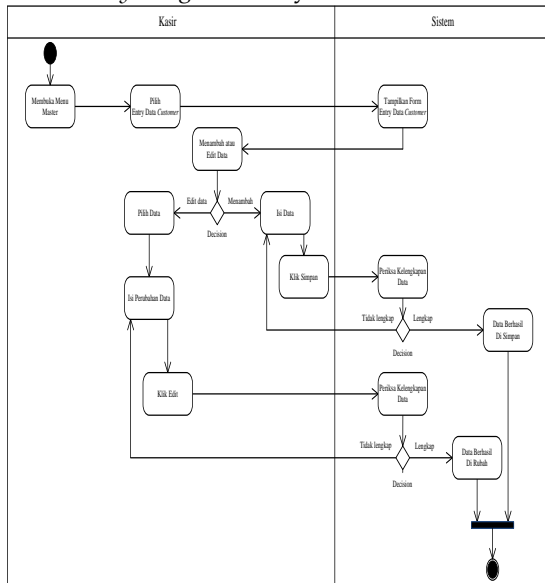 Kasir
Sistem
Membuka Menu
Master
Pilih
Entry Data Customer
Tampilkan Form
Entry Data Customer
Menambah atau
Edit Data
Edit data
Menambah
Pilih Data
Isi Data
Decision
Klik Simpan
Periksa Kelengkapan
Data
Isi Perubahan Data
Tidak lengkap
Lengkap
Data Berhasil
Di Simpan
Decision
Klik Edit
Periksa Kelengkapan
Data
Tidak lengkap
Lengkap
Data Berhasil
Di Rubah
Decision